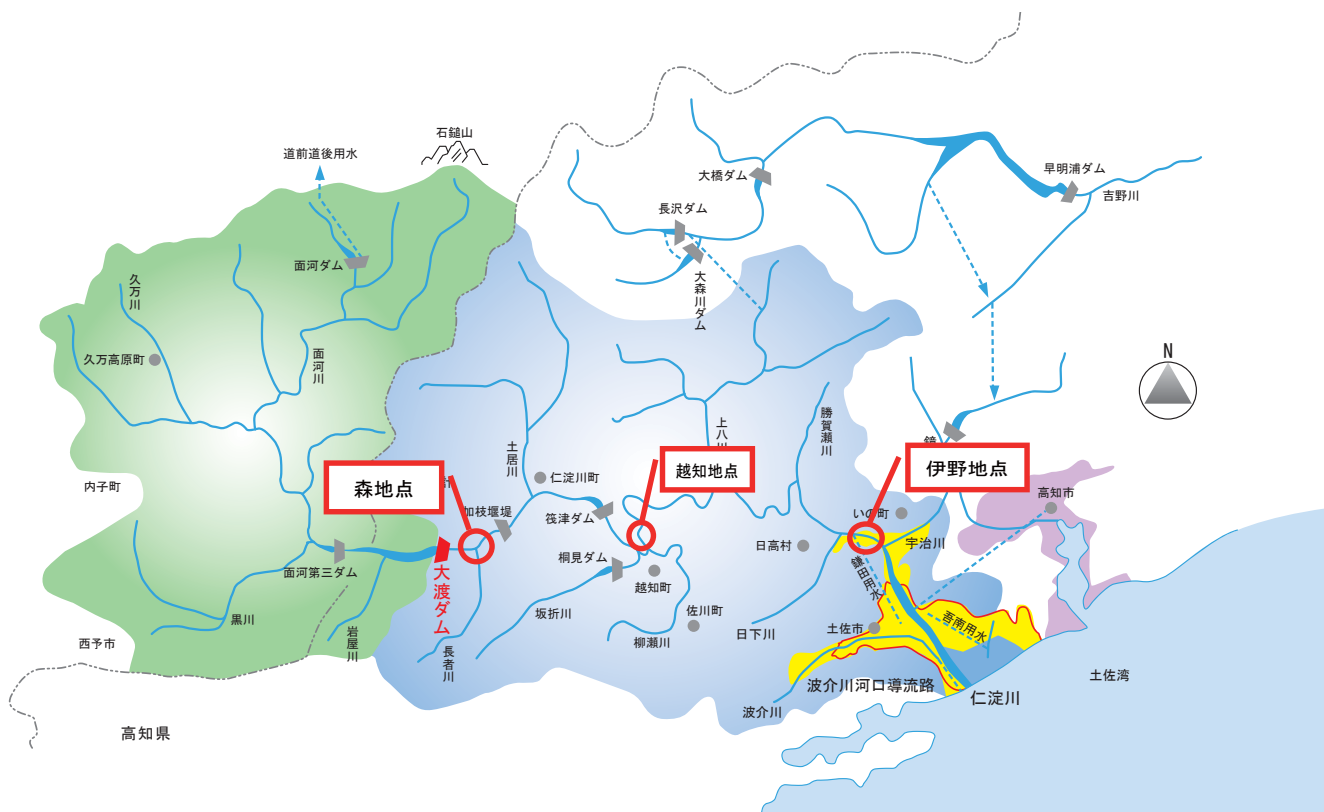 石鎚山
道前道後用水
大橋ダム
早明浦ダム
吉野川
長沢ダム
面河ダム
大森川ダム
久万川
久万高原町
面河川
N
上八川
勝賀瀬川
鏡
土居川
森地点
越知地点
伊野地点
仁淀川町
高知市
内子町
加枝堰堤
筏津ダム
いの町
宇治川
日高村
面河第三ダム
大渡ダム
桐見ダム
越知町
鎌田用水
黒川
坂折川
佐川町
岩屋川
柳瀬川
日下川
土佐市
吾南用水
西予市
長者川
波介川河口導流路
仁淀川
土佐湾
波介川
高知県